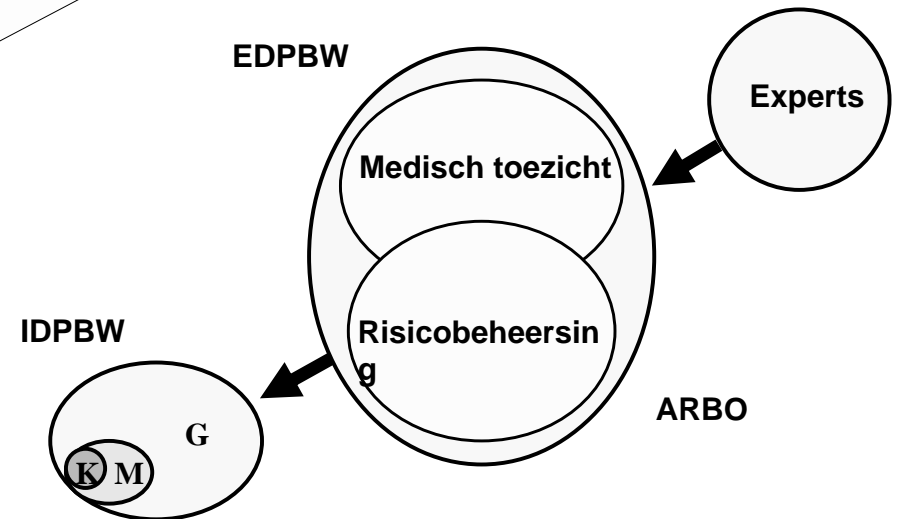 EDPBW
Experts
Medisch toezicht
IDPBW
Risicobeheersin
g
ARBO
G
K M